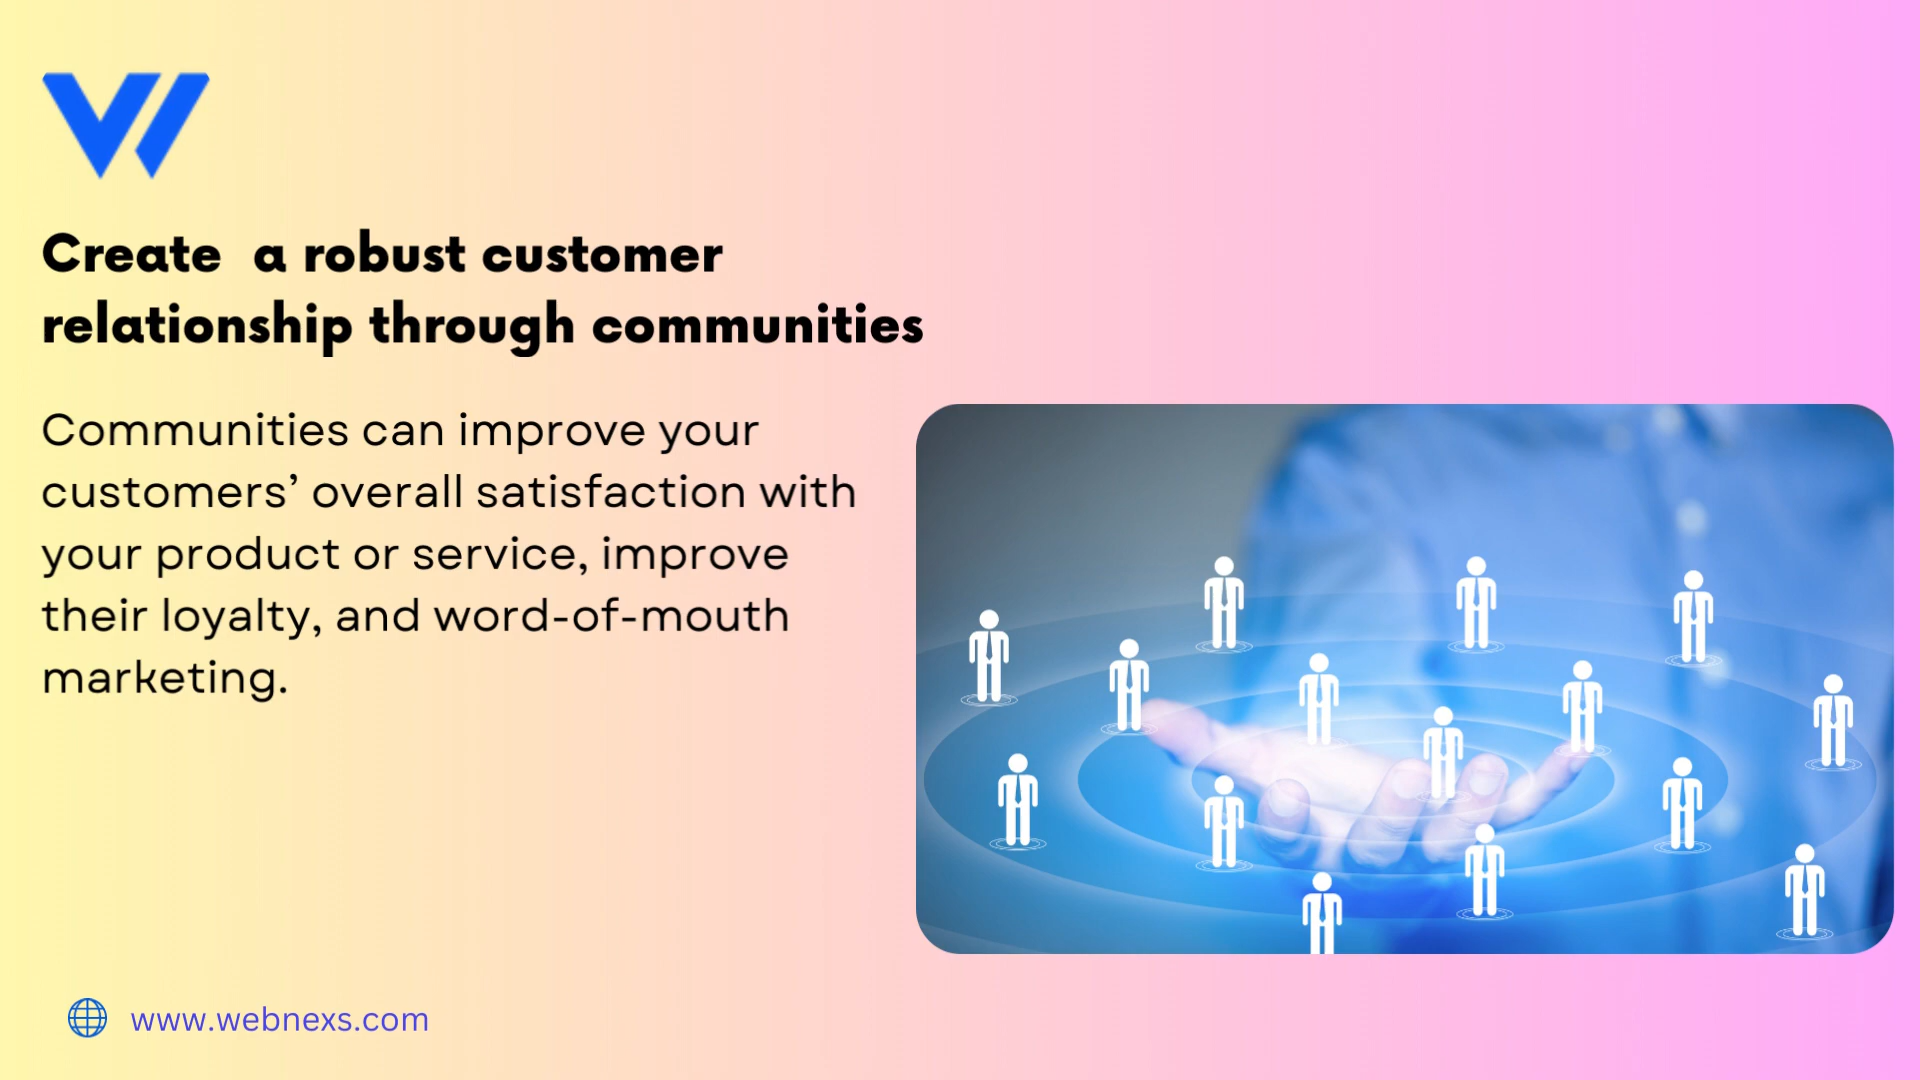 Create  a robust customer
relationship through communities
Communities can improve your
customers’ overall satisfaction with
your product or service, improve
their loyalty, and word-of-mouth
marketing.
www.webnexs.com